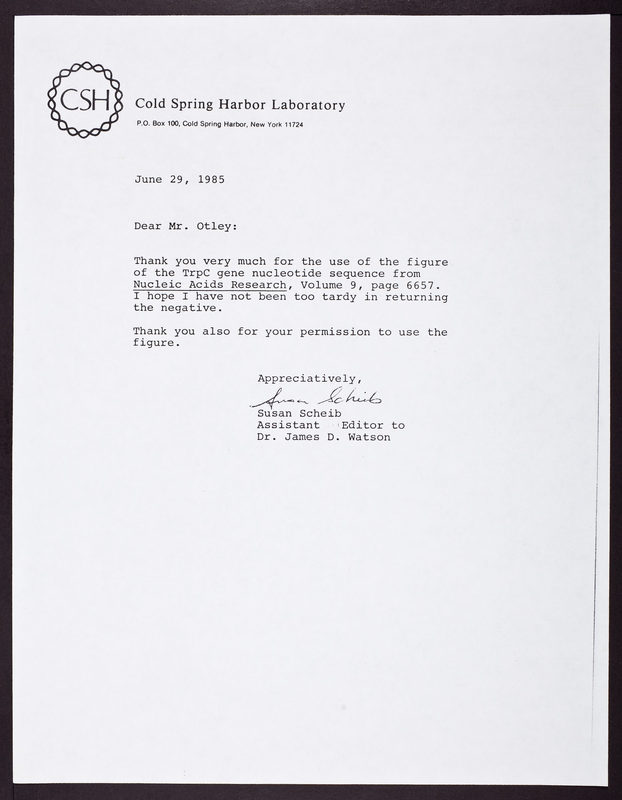 CSH
Cold Spring Harbor Laboratory
P.O. Box 100, Cold Spring Harbor, New York 11724
June 29, 1985
Dear Mr. Otley:
Thank you very much for the use of the figure
of the TrpC gene nucleotide sequence from
Nucleic Acids Research, Volume 9, page 6657.
I hope I have not been too tardy in returning
the negative.
Thank you also for your permission to use the
figure.
Appreciatively,
Susan Scheib
Susan Scheib
Assistant Editor to
Dr. James D. Watson